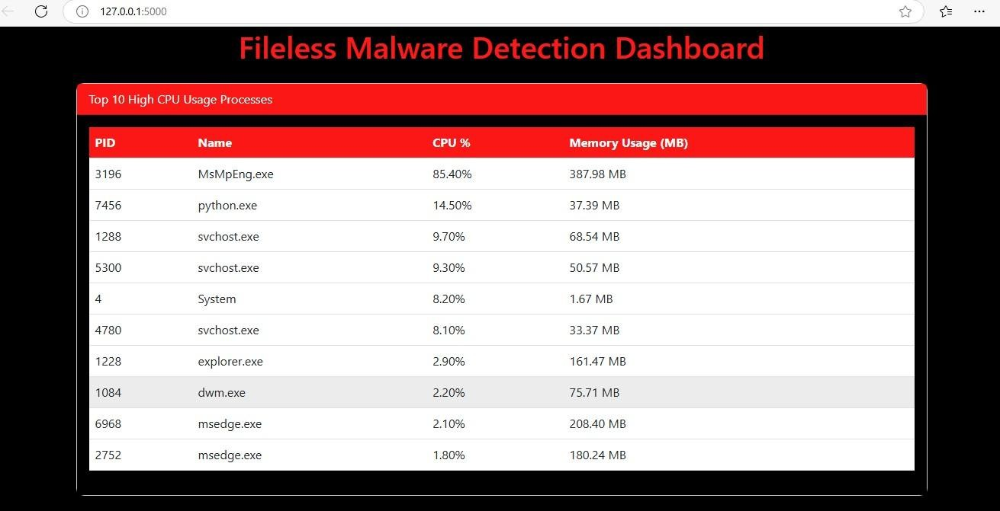 127.0.0.1:5000
Fileless Malware Detection Dashboard
Top 10 High CPU Usage Processes
PID Name CPU % Memory Usage (MB)
3196 MsMpEng.exe 85.40% 387.98 MB
7456 python.exe 14.50% 37.39 MB
1288 svchost.exe 9.70% 68.54 MB
5300 svchost.exe 9.30% 50.57 MB
4 System 8.20% 1.67 MB
4780 svchost.exe 8.10% 33.37 MB
1228 explorer.exe 2.90% 161.47 MB
1084 dwm.exe 2.20% 75.71 MB
6968 msedge.exe 2.10% 208.40 MB
2752 msedge.exe 1.80% 180.24 MB